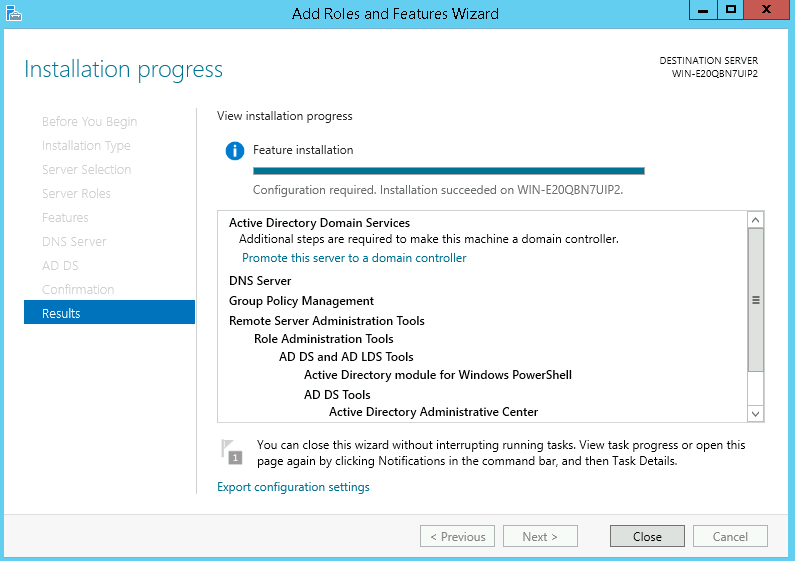 Add Roles and Features Wizard
Installation progress
DESTINATION SERVER
WIN-E20QBN7UIP2
Before You Begin
Installation Type
Server Selection
Server Roles
Features
DNS Server
AD DS
Confirmation
Results
View installation progress
Feature installation
Configuration required. Installation succeeded on WIN-E20QBN7UIP2.
Active Directory Domain Services
Additional steps are required to make this machine a domain controller.
Promote this server to a domain controller
DNS Server
Group Policy Management
Remote Server Administration Tools
Role Administration Tools
AD DS and AD LDS Tools
Active Directory module for Windows PowerShell
AD DS Tools
Active Directory Administrative Center
1
You can close this wizard without interrupting running tasks. View task progress or open this
page again by clicking Notifications in the command bar, and then Task Details.
Export configuration settings
< Previous
Next >
Close
Cancel